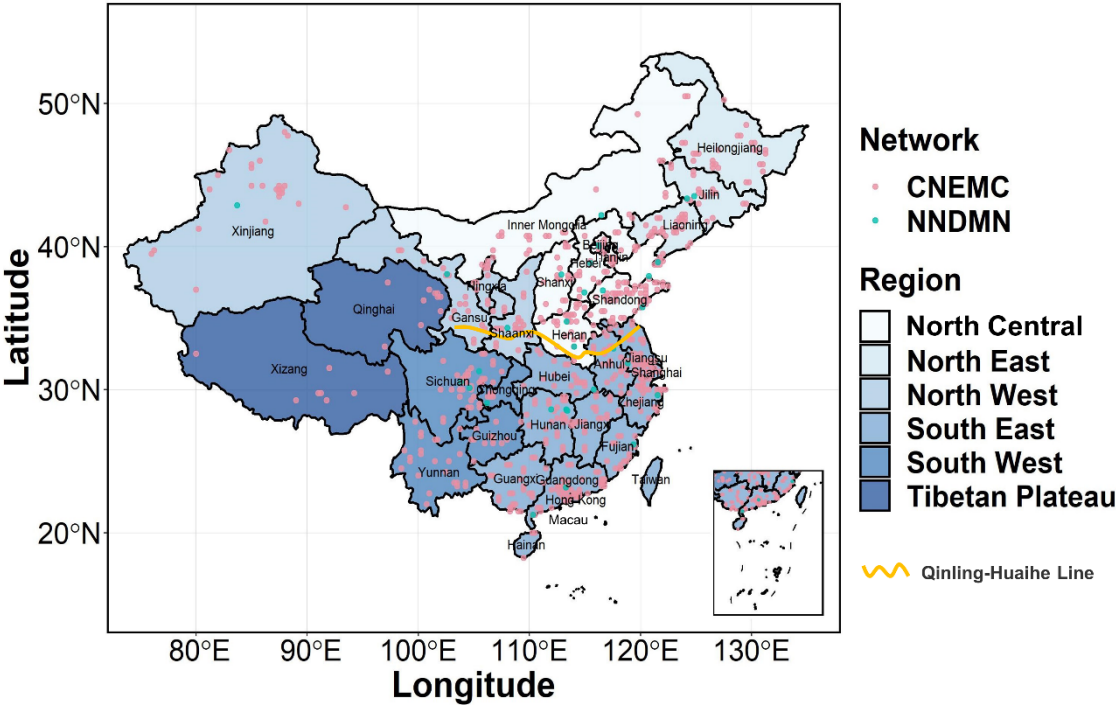 50°N
40°N
30°N
20°N
Latitude
80°E
90°E
100°E
110°E
120°E
130°E
Longitude
Heilongjiang
Jilin
Liaoning
Inner Mongolia
Beijing
Tianjin
Hebei
Xinjiang
Ningxia
Shanxi
Shandong
Qinghai
Gansu
Shaanxi
Henan
Xizang
Sichuan
Chongqing
Hubei
Anhui
Jiangsu
Shanghai
Zhejiang
Hunan
Jiangxi
Guizhou
Fujian
Yunnan
Guangxi
Guangdong
Taiwan
Hong Kong
Macau
Hainan
Network
CNEMC
NNDMN
Region
North Central
North East
North West
South East
South West
Tibetan Plateau
Qinling-Huaihe Line